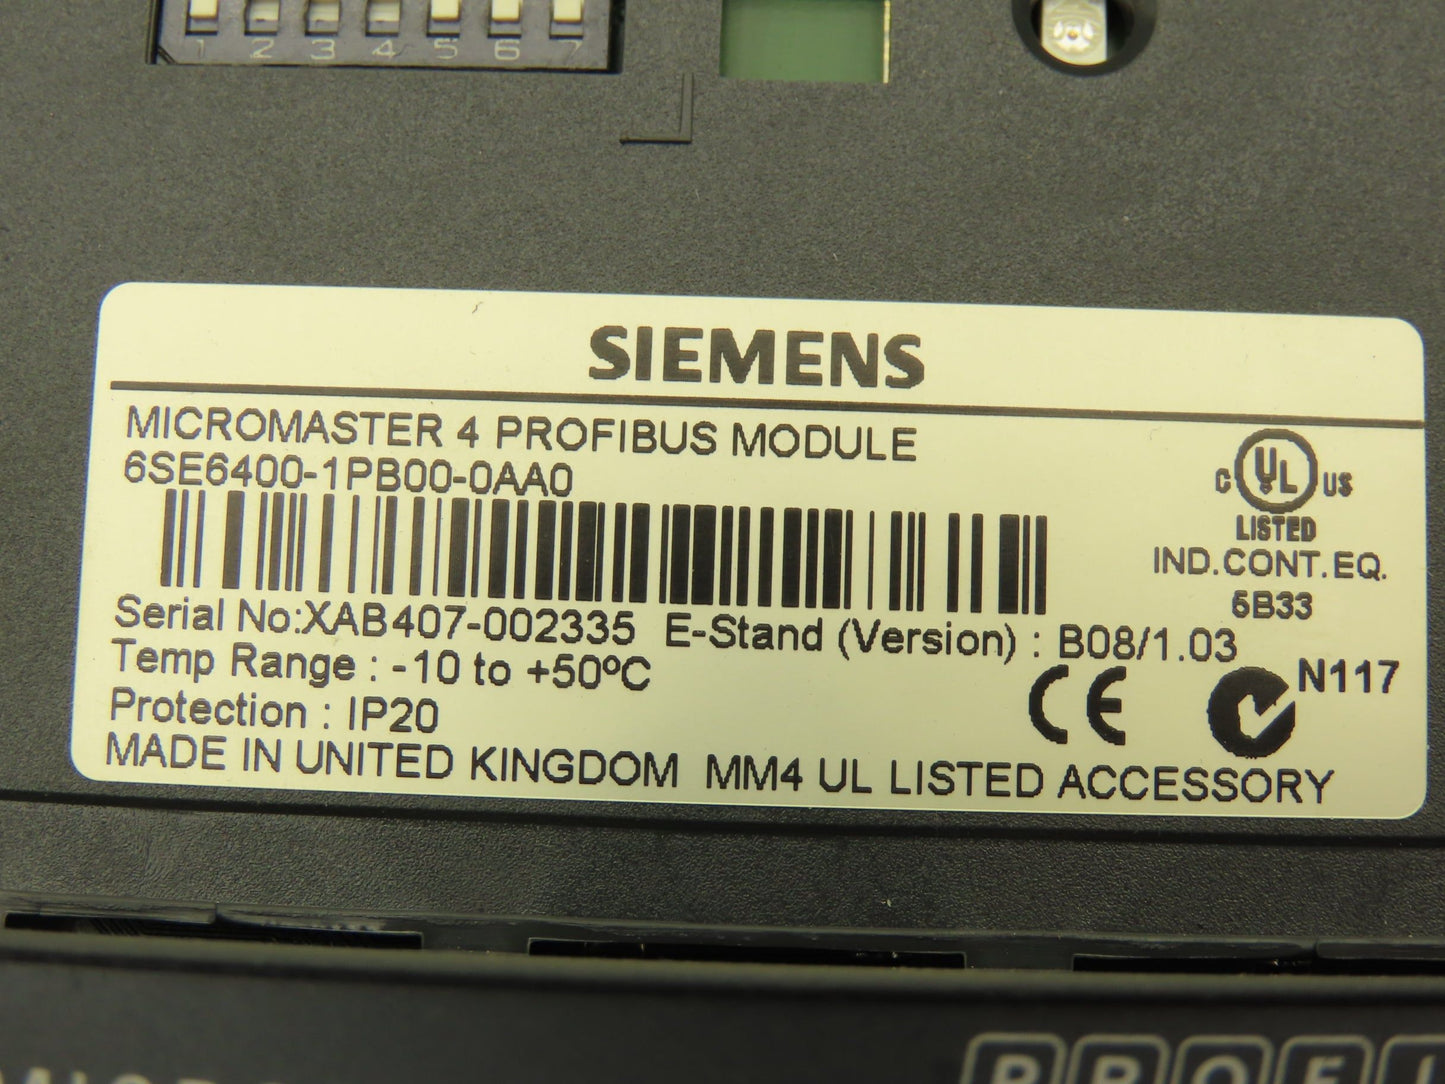 1 2 3 4 5 6 7
SIEMENS
MICROMASTER 4 PROFIBUS MODULE
6SE6400-1PB00-0AA0
C UL US
LISTED
IND.CONT.EQ.
5B33
Serial No:XAB407-002335 E-Stand (Version) : B08/1.03
Temp Range : -10 to +50ºC
CE N117
Protection : IP20
MADE IN UNITED KINGDOM MM4 UL LISTED ACCESSORY